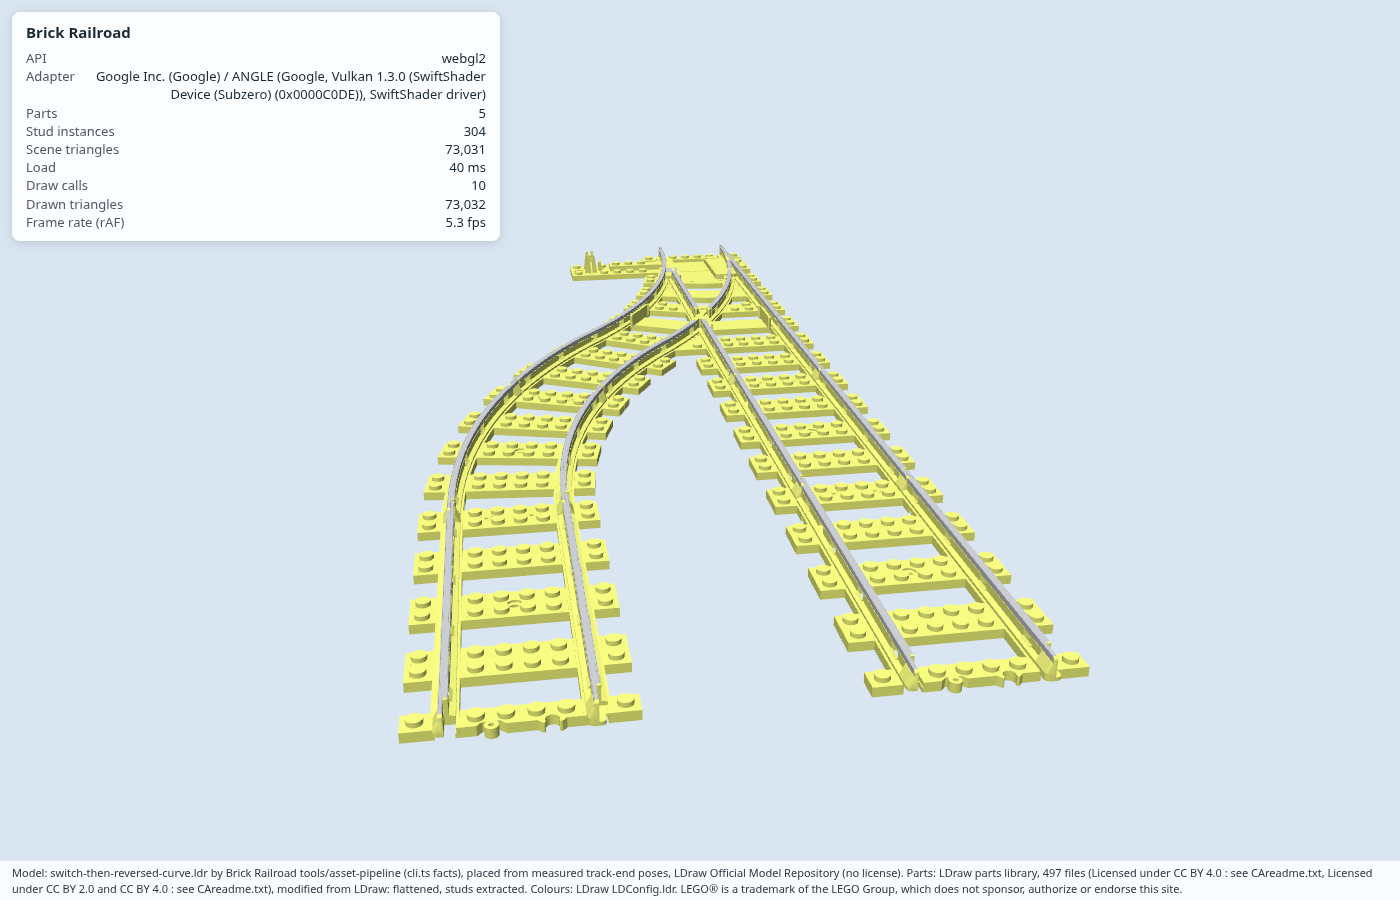 Brick Railroad
API webgl2
Adapter Google Inc. (Google) / ANGLE (Google, Vulkan 1.3.0 (SwiftShader
Device (Subzero) (0x0000C0DE)), SwiftShader driver)
Parts 5
Stud instances 304
Scene triangles 73,031
Load 40 ms
Draw calls 10
Drawn triangles 73,032
Frame rate (rAF) 5.3 fps
Model: switch-then-reversed-curve.ldr by Brick Railroad tools/asset-pipeline (cli.ts facts), placed from measured track-end poses, LDraw Official Model Repository (no license). Parts: LDraw parts library, 497 files (Licensed under CC BY 4.0 : see CAreadme.txt, Licensed
under CC BY 2.0 and CC BY 4.0 : see CAreadme.txt), modified from LDraw: flattened, studs extracted. Colours: LDraw LDConfig.ldr. LEGO® is a trademark of the LEGO Group, which does not sponsor, authorize or endorse this site.